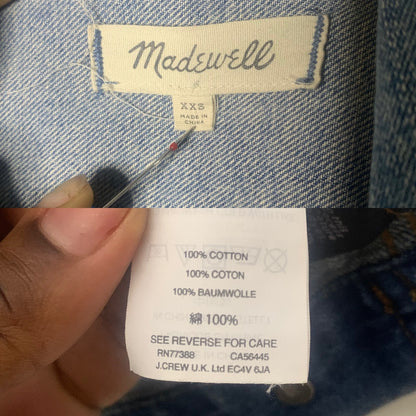 Madewell
XXS
MADE IN
CHINA
100% COTTON
100% COTON
100% BAUMWOLLE
綿 100%
SEE REVERSE FOR CARE
RN77388 CA56445
J.CREW U.K. Ltd EC4V 6JA